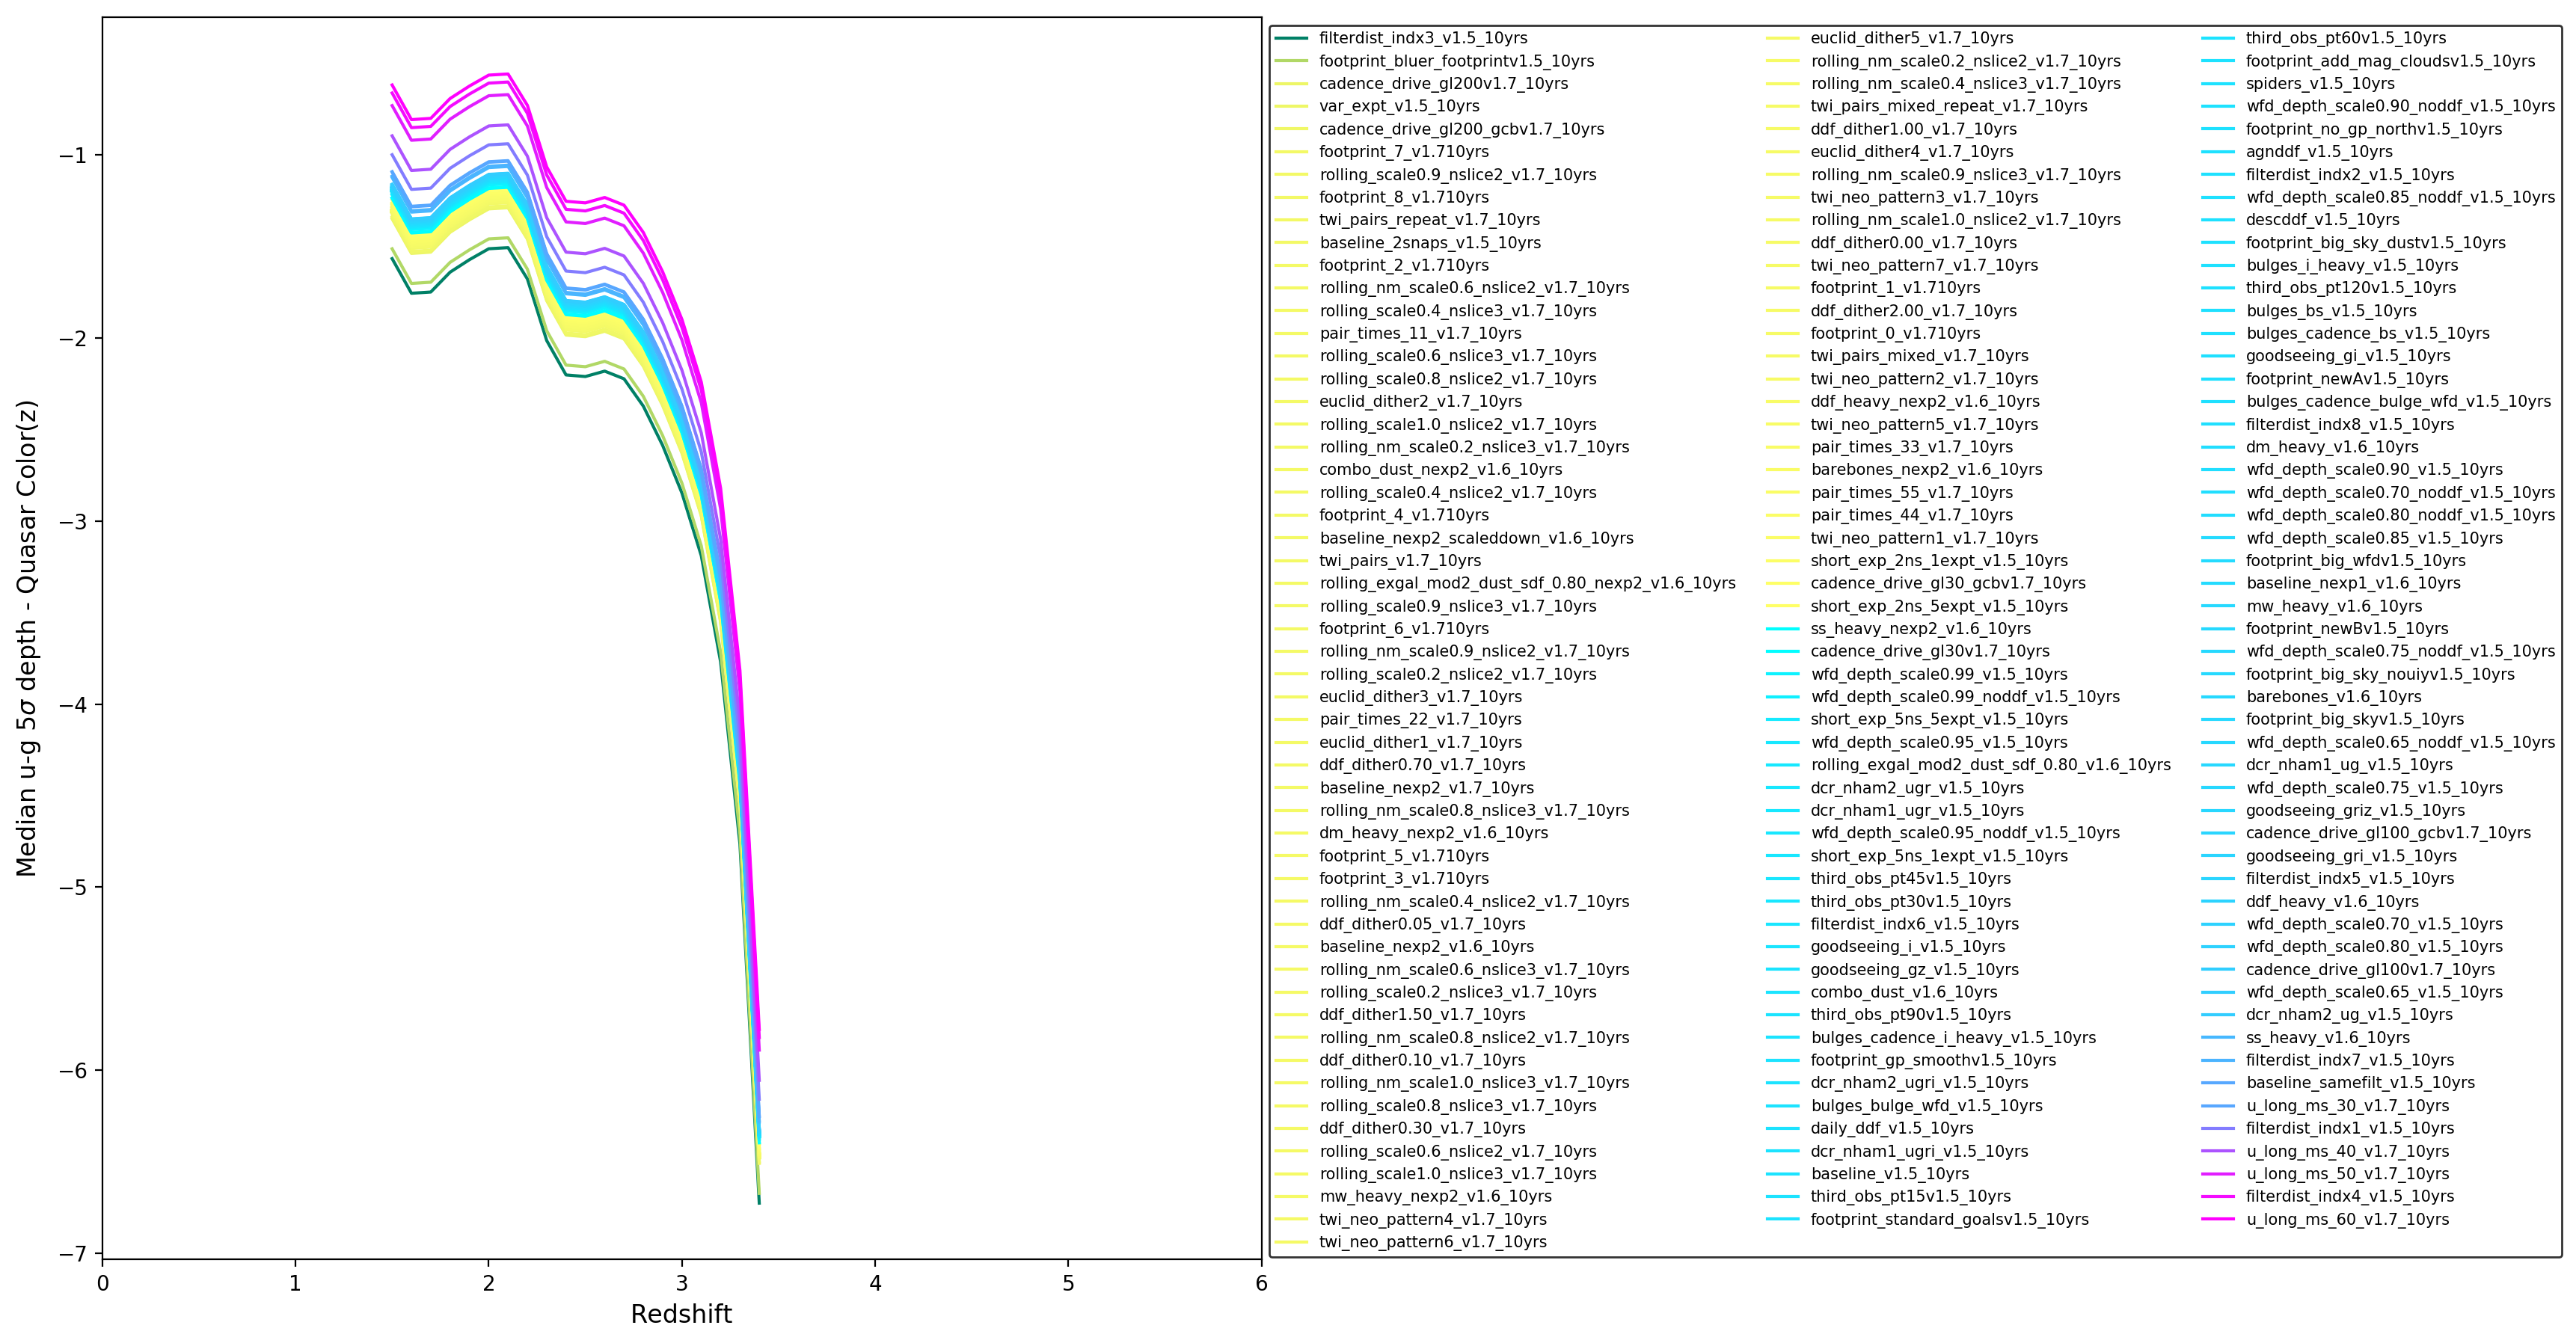 −1
−2
−3
−4
−5
−6
−7
Median u-g 5σ depth - Quasar Color(z)
0
1
2
3
4
5
6
Redshift
filterdist_indx3_v1.5_10yrs
footprint_bluer_footprintv1.5_10yrs
cadence_drive_gl200v1.7_10yrs
var_expt_v1.5_10yrs
cadence_drive_gl200_gcbv1.7_10yrs
footprint_7_v1.710yrs
rolling_scale0.9_nslice2_v1.7_10yrs
footprint_8_v1.710yrs
twi_pairs_repeat_v1.7_10yrs
baseline_2snaps_v1.5_10yrs
footprint_2_v1.710yrs
rolling_nm_scale0.6_nslice2_v1.7_10yrs
rolling_scale0.4_nslice3_v1.7_10yrs
pair_times_11_v1.7_10yrs
rolling_scale0.6_nslice3_v1.7_10yrs
rolling_scale0.8_nslice2_v1.7_10yrs
euclid_dither2_v1.7_10yrs
rolling_scale1.0_nslice2_v1.7_10yrs
rolling_nm_scale0.2_nslice3_v1.7_10yrs
combo_dust_nexp2_v1.6_10yrs
rolling_scale0.4_nslice2_v1.7_10yrs
footprint_4_v1.710yrs
baseline_nexp2_scaleddown_v1.6_10yrs
twi_pairs_v1.7_10yrs
rolling_exgal_mod2_dust_sdf_0.80_nexp2_v1.6_10yrs
rolling_scale0.9_nslice3_v1.7_10yrs
footprint_6_v1.710yrs
rolling_nm_scale0.9_nslice2_v1.7_10yrs
rolling_scale0.2_nslice2_v1.7_10yrs
euclid_dither3_v1.7_10yrs
pair_times_22_v1.7_10yrs
euclid_dither1_v1.7_10yrs
ddf_dither0.70_v1.7_10yrs
baseline_nexp2_v1.7_10yrs
rolling_nm_scale0.8_nslice3_v1.7_10yrs
dm_heavy_nexp2_v1.6_10yrs
footprint_5_v1.710yrs
footprint_3_v1.710yrs
rolling_nm_scale0.4_nslice2_v1.7_10yrs
ddf_dither0.05_v1.7_10yrs
baseline_nexp2_v1.6_10yrs
rolling_nm_scale0.6_nslice3_v1.7_10yrs
rolling_scale0.2_nslice3_v1.7_10yrs
ddf_dither1.50_v1.7_10yrs
rolling_nm_scale0.8_nslice2_v1.7_10yrs
ddf_dither0.10_v1.7_10yrs
rolling_nm_scale1.0_nslice3_v1.7_10yrs
rolling_scale0.8_nslice3_v1.7_10yrs
ddf_dither0.30_v1.7_10yrs
rolling_scale0.6_nslice2_v1.7_10yrs
rolling_scale1.0_nslice3_v1.7_10yrs
mw_heavy_nexp2_v1.6_10yrs
twi_neo_pattern4_v1.7_10yrs
twi_neo_pattern6_v1.7_10yrs
euclid_dither5_v1.7_10yrs
rolling_nm_scale0.2_nslice2_v1.7_10yrs
rolling_nm_scale0.4_nslice3_v1.7_10yrs
twi_pairs_mixed_repeat_v1.7_10yrs
ddf_dither1.00_v1.7_10yrs
euclid_dither4_v1.7_10yrs
rolling_nm_scale0.9_nslice3_v1.7_10yrs
twi_neo_pattern3_v1.7_10yrs
rolling_nm_scale1.0_nslice2_v1.7_10yrs
ddf_dither0.00_v1.7_10yrs
twi_neo_pattern7_v1.7_10yrs
footprint_1_v1.710yrs
ddf_dither2.00_v1.7_10yrs
footprint_0_v1.710yrs
twi_pairs_mixed_v1.7_10yrs
twi_neo_pattern2_v1.7_10yrs
ddf_heavy_nexp2_v1.6_10yrs
twi_neo_pattern5_v1.7_10yrs
pair_times_33_v1.7_10yrs
barebones_nexp2_v1.6_10yrs
pair_times_55_v1.7_10yrs
pair_times_44_v1.7_10yrs
twi_neo_pattern1_v1.7_10yrs
short_exp_2ns_1expt_v1.5_10yrs
cadence_drive_gl30_gcbv1.7_10yrs
short_exp_2ns_5expt_v1.5_10yrs
ss_heavy_nexp2_v1.6_10yrs
cadence_drive_gl30v1.7_10yrs
wfd_depth_scale0.99_v1.5_10yrs
wfd_depth_scale0.99_noddf_v1.5_10yrs
short_exp_5ns_5expt_v1.5_10yrs
wfd_depth_scale0.95_v1.5_10yrs
rolling_exgal_mod2_dust_sdf_0.80_v1.6_10yrs
dcr_nham2_ugr_v1.5_10yrs
dcr_nham1_ugr_v1.5_10yrs
wfd_depth_scale0.95_noddf_v1.5_10yrs
short_exp_5ns_1expt_v1.5_10yrs
third_obs_pt45v1.5_10yrs
third_obs_pt30v1.5_10yrs
filterdist_indx6_v1.5_10yrs
goodseeing_i_v1.5_10yrs
goodseeing_gz_v1.5_10yrs
combo_dust_v1.6_10yrs
third_obs_pt90v1.5_10yrs
bulges_cadence_i_heavy_v1.5_10yrs
footprint_gp_smoothv1.5_10yrs
dcr_nham2_ugri_v1.5_10yrs
bulges_bulge_wfd_v1.5_10yrs
daily_ddf_v1.5_10yrs
dcr_nham1_ugri_v1.5_10yrs
baseline_v1.5_10yrs
third_obs_pt15v1.5_10yrs
footprint_standard_goalsv1.5_10yrs
third_obs_pt60v1.5_10yrs
footprint_add_mag_cloudsv1.5_10yrs
spiders_v1.5_10yrs
wfd_depth_scale0.90_noddf_v1.5_10yrs
footprint_no_gp_northv1.5_10yrs
agnddf_v1.5_10yrs
filterdist_indx2_v1.5_10yrs
wfd_depth_scale0.85_noddf_v1.5_10yrs
descddf_v1.5_10yrs
footprint_big_sky_dustv1.5_10yrs
bulges_i_heavy_v1.5_10yrs
third_obs_pt120v1.5_10yrs
bulges_bs_v1.5_10yrs
bulges_cadence_bs_v1.5_10yrs
goodseeing_gi_v1.5_10yrs
footprint_newAv1.5_10yrs
bulges_cadence_bulge_wfd_v1.5_10yrs
filterdist_indx8_v1.5_10yrs
dm_heavy_v1.6_10yrs
wfd_depth_scale0.90_v1.5_10yrs
wfd_depth_scale0.70_noddf_v1.5_10yrs
wfd_depth_scale0.80_noddf_v1.5_10yrs
wfd_depth_scale0.85_v1.5_10yrs
footprint_big_wfdv1.5_10yrs
baseline_nexp1_v1.6_10yrs
mw_heavy_v1.6_10yrs
footprint_newBv1.5_10yrs
wfd_depth_scale0.75_noddf_v1.5_10yrs
footprint_big_sky_nouiyv1.5_10yrs
barebones_v1.6_10yrs
footprint_big_skyv1.5_10yrs
wfd_depth_scale0.65_noddf_v1.5_10yrs
dcr_nham1_ug_v1.5_10yrs
wfd_depth_scale0.75_v1.5_10yrs
goodseeing_griz_v1.5_10yrs
cadence_drive_gl100_gcbv1.7_10yrs
goodseeing_gri_v1.5_10yrs
filterdist_indx5_v1.5_10yrs
ddf_heavy_v1.6_10yrs
wfd_depth_scale0.70_v1.5_10yrs
wfd_depth_scale0.80_v1.5_10yrs
cadence_drive_gl100v1.7_10yrs
wfd_depth_scale0.65_v1.5_10yrs
dcr_nham2_ug_v1.5_10yrs
ss_heavy_v1.6_10yrs
filterdist_indx7_v1.5_10yrs
baseline_samefilt_v1.5_10yrs
u_long_ms_30_v1.7_10yrs
filterdist_indx1_v1.5_10yrs
u_long_ms_40_v1.7_10yrs
u_long_ms_50_v1.7_10yrs
filterdist_indx4_v1.5_10yrs
u_long_ms_60_v1.7_10yrs